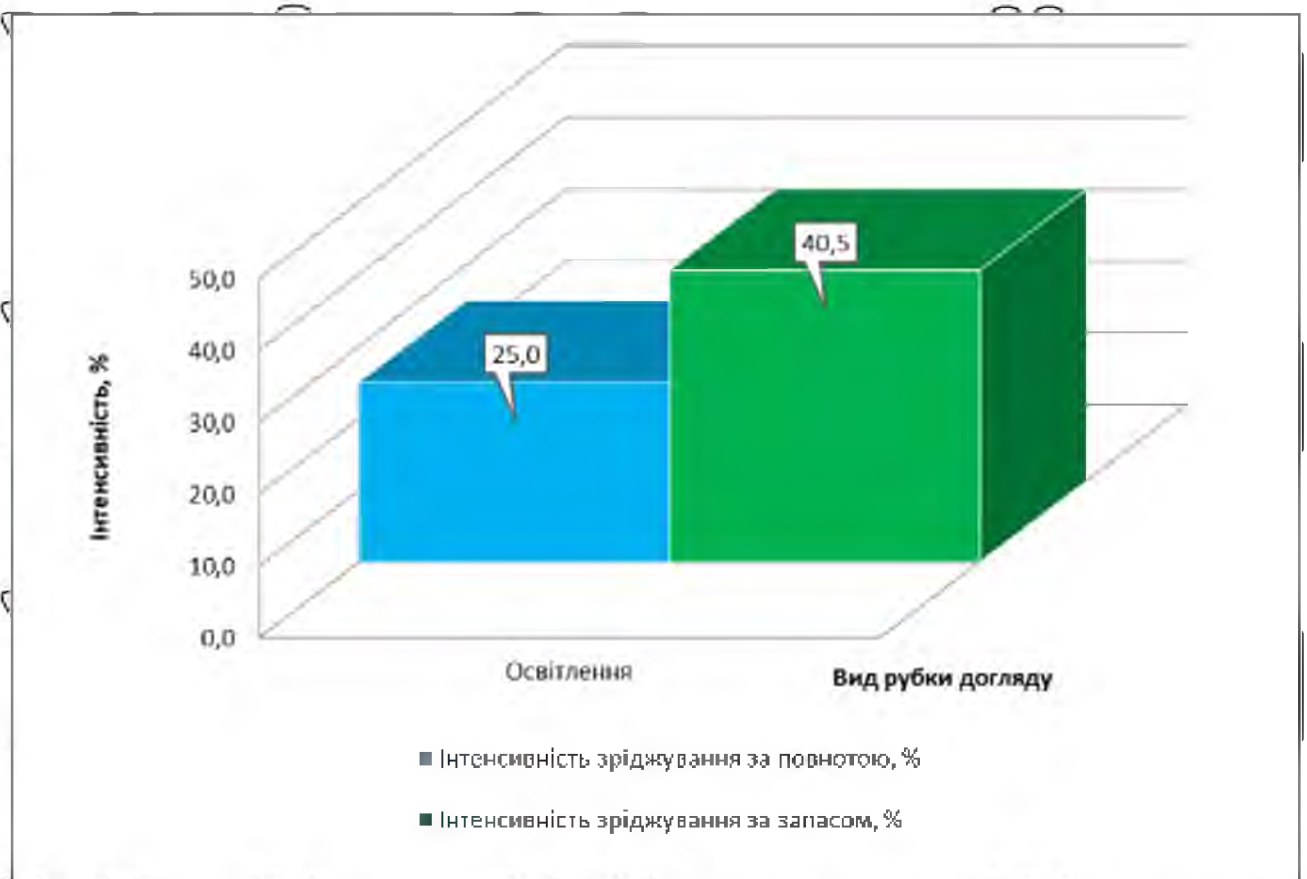 50,0
40,0
30,0
20,0
10,0
0,0
Інтенсивність, %
25,0
40,5
Освітлення
Вид рубки догляду
Інтенсивність зріджування за повнотою, %
Інтенсивність зріджування за запасом, %